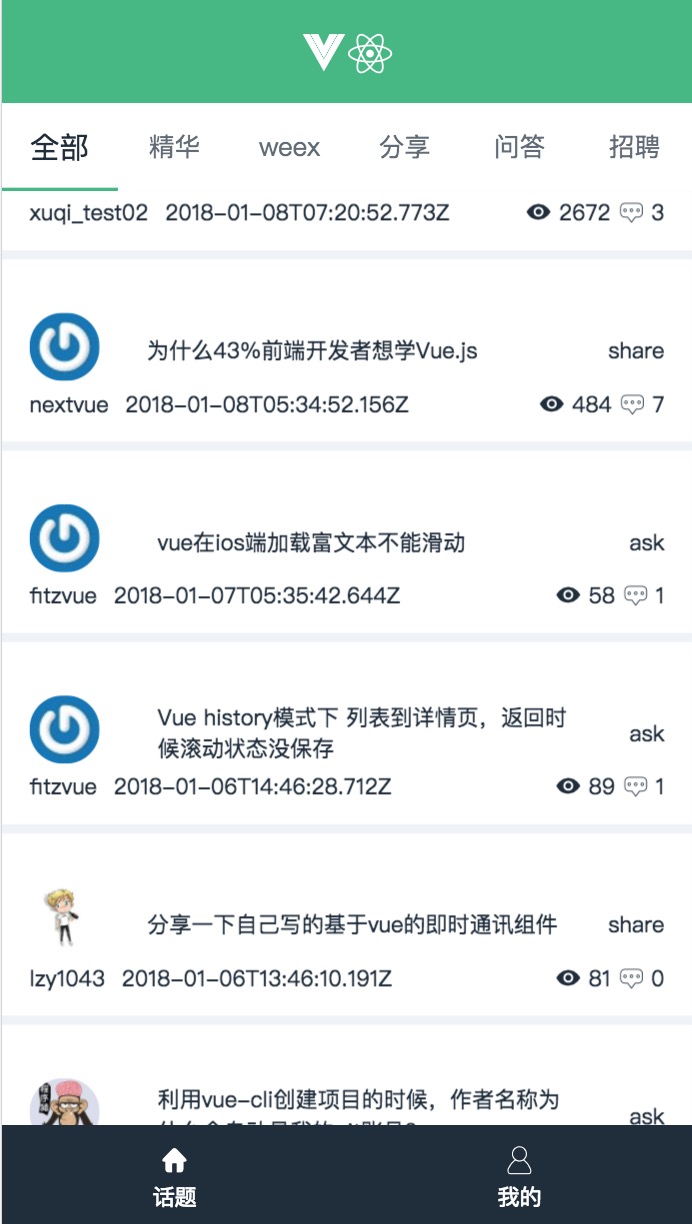 全部 精华 weex 分享 问答 招聘
xuqi_test02 2018-01-08T07:20:52.773Z 2672 3
为什么43%前端开发者想学Vue.js share
nextvue 2018-01-08T05:34:52.156Z 484 7
vue在ios端加载富文本不能滑动 ask
fitzvue 2018-01-07T05:35:42.644Z 58 1
Vue history模式下 列表到详情页，返回时
候滚动状态没保存
ask
fitzvue 2018-01-06T14:46:28.712Z 89 1
分享一下自己写的基于vue的即时通讯组件 share
lzy1043 2018-01-06T13:46:10.191Z 81 0
利用vue-cli创建项目的时候，作者名称为
ask
话题 我的